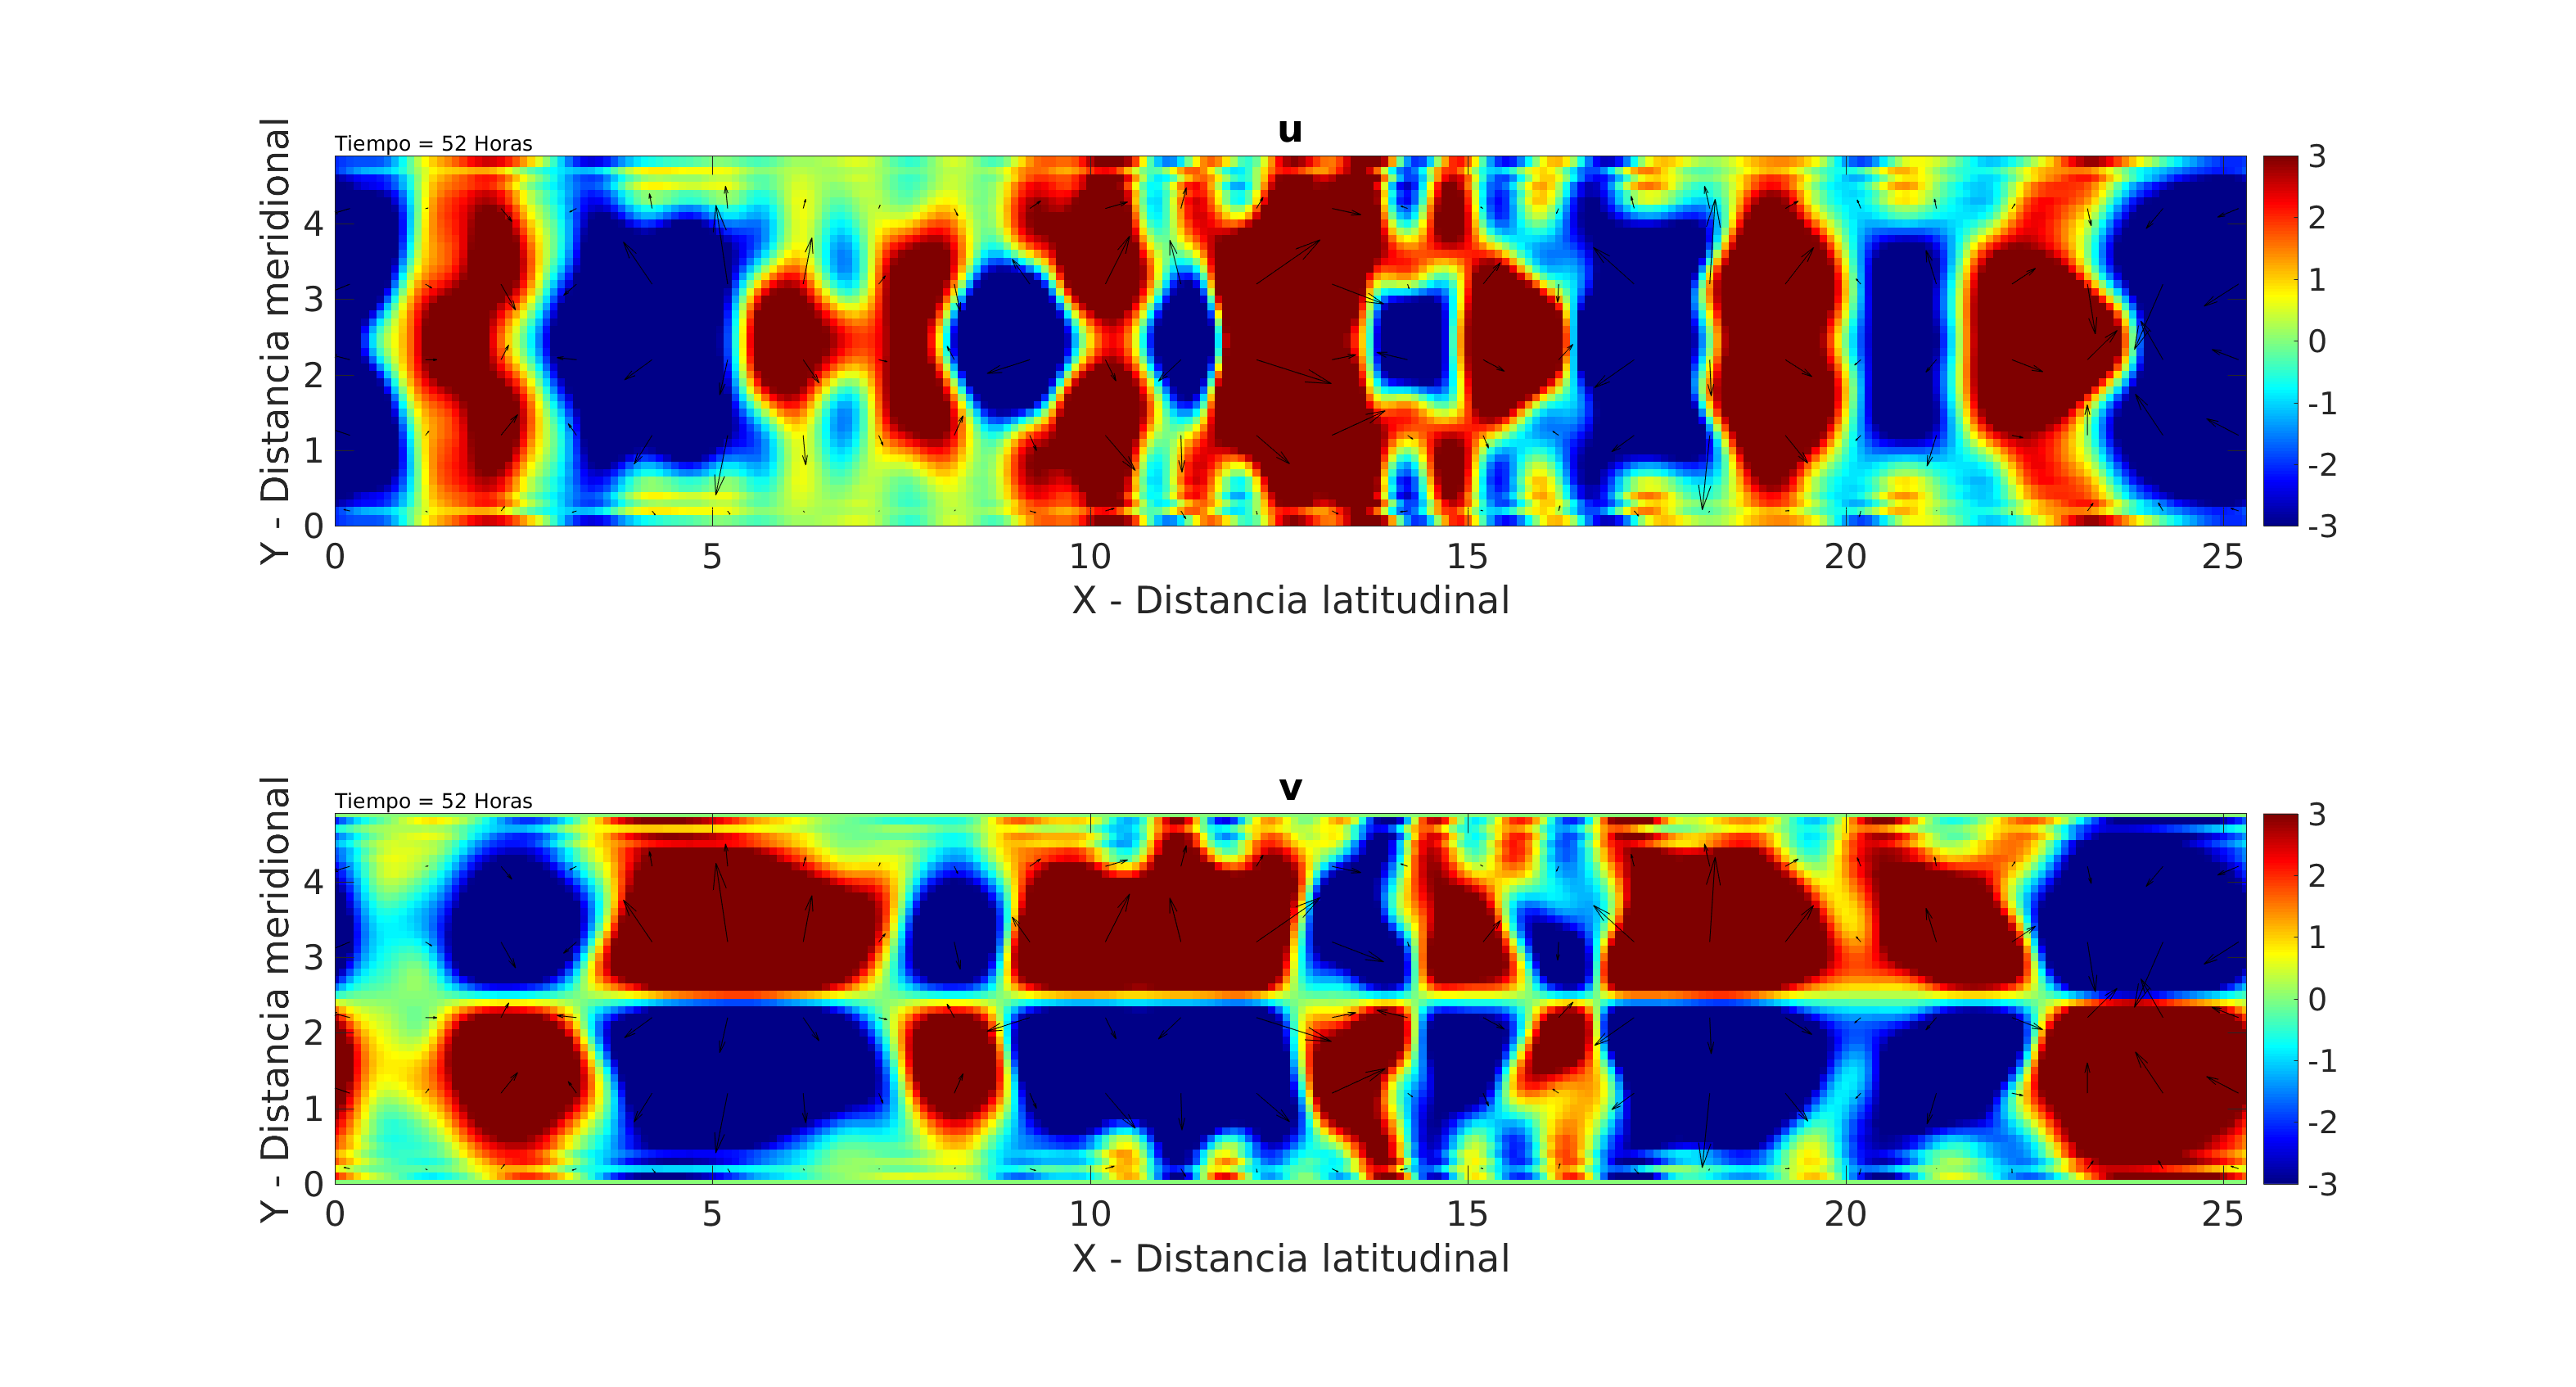 u
Tiempo = 52 Horas
Y - Distancia meridional
4
3
2
1
0
0 5 10 15 20 25
X - Distancia latitudinal
3
2
1
0
-1
-2
-3
v
Tiempo = 52 Horas
Y - Distancia meridional
4
3
2
1
0
0 5 10 15 20 25
X - Distancia latitudinal
3
2
1
0
-1
-2
-3